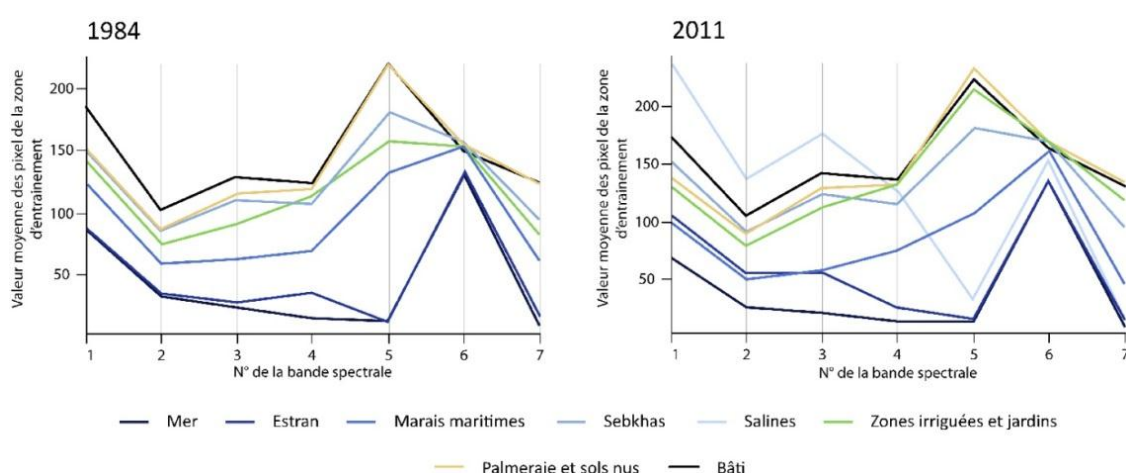 1984
Valeur moyenne des pixel de la zone
d'entrainement
200
150
100
50
1 2 3 4 5 6 7
N° de la bande spectrale
2011
Valeur moyenne des pixel de la zone
d'entrainement
200
150
100
50
1 2 3 4 5 6 7
N° de la bande spectrale
Mer Estran Marais maritimes Sebkhas Salines Zones irriguées et jardins
Palmeraie et sols nus Bâti